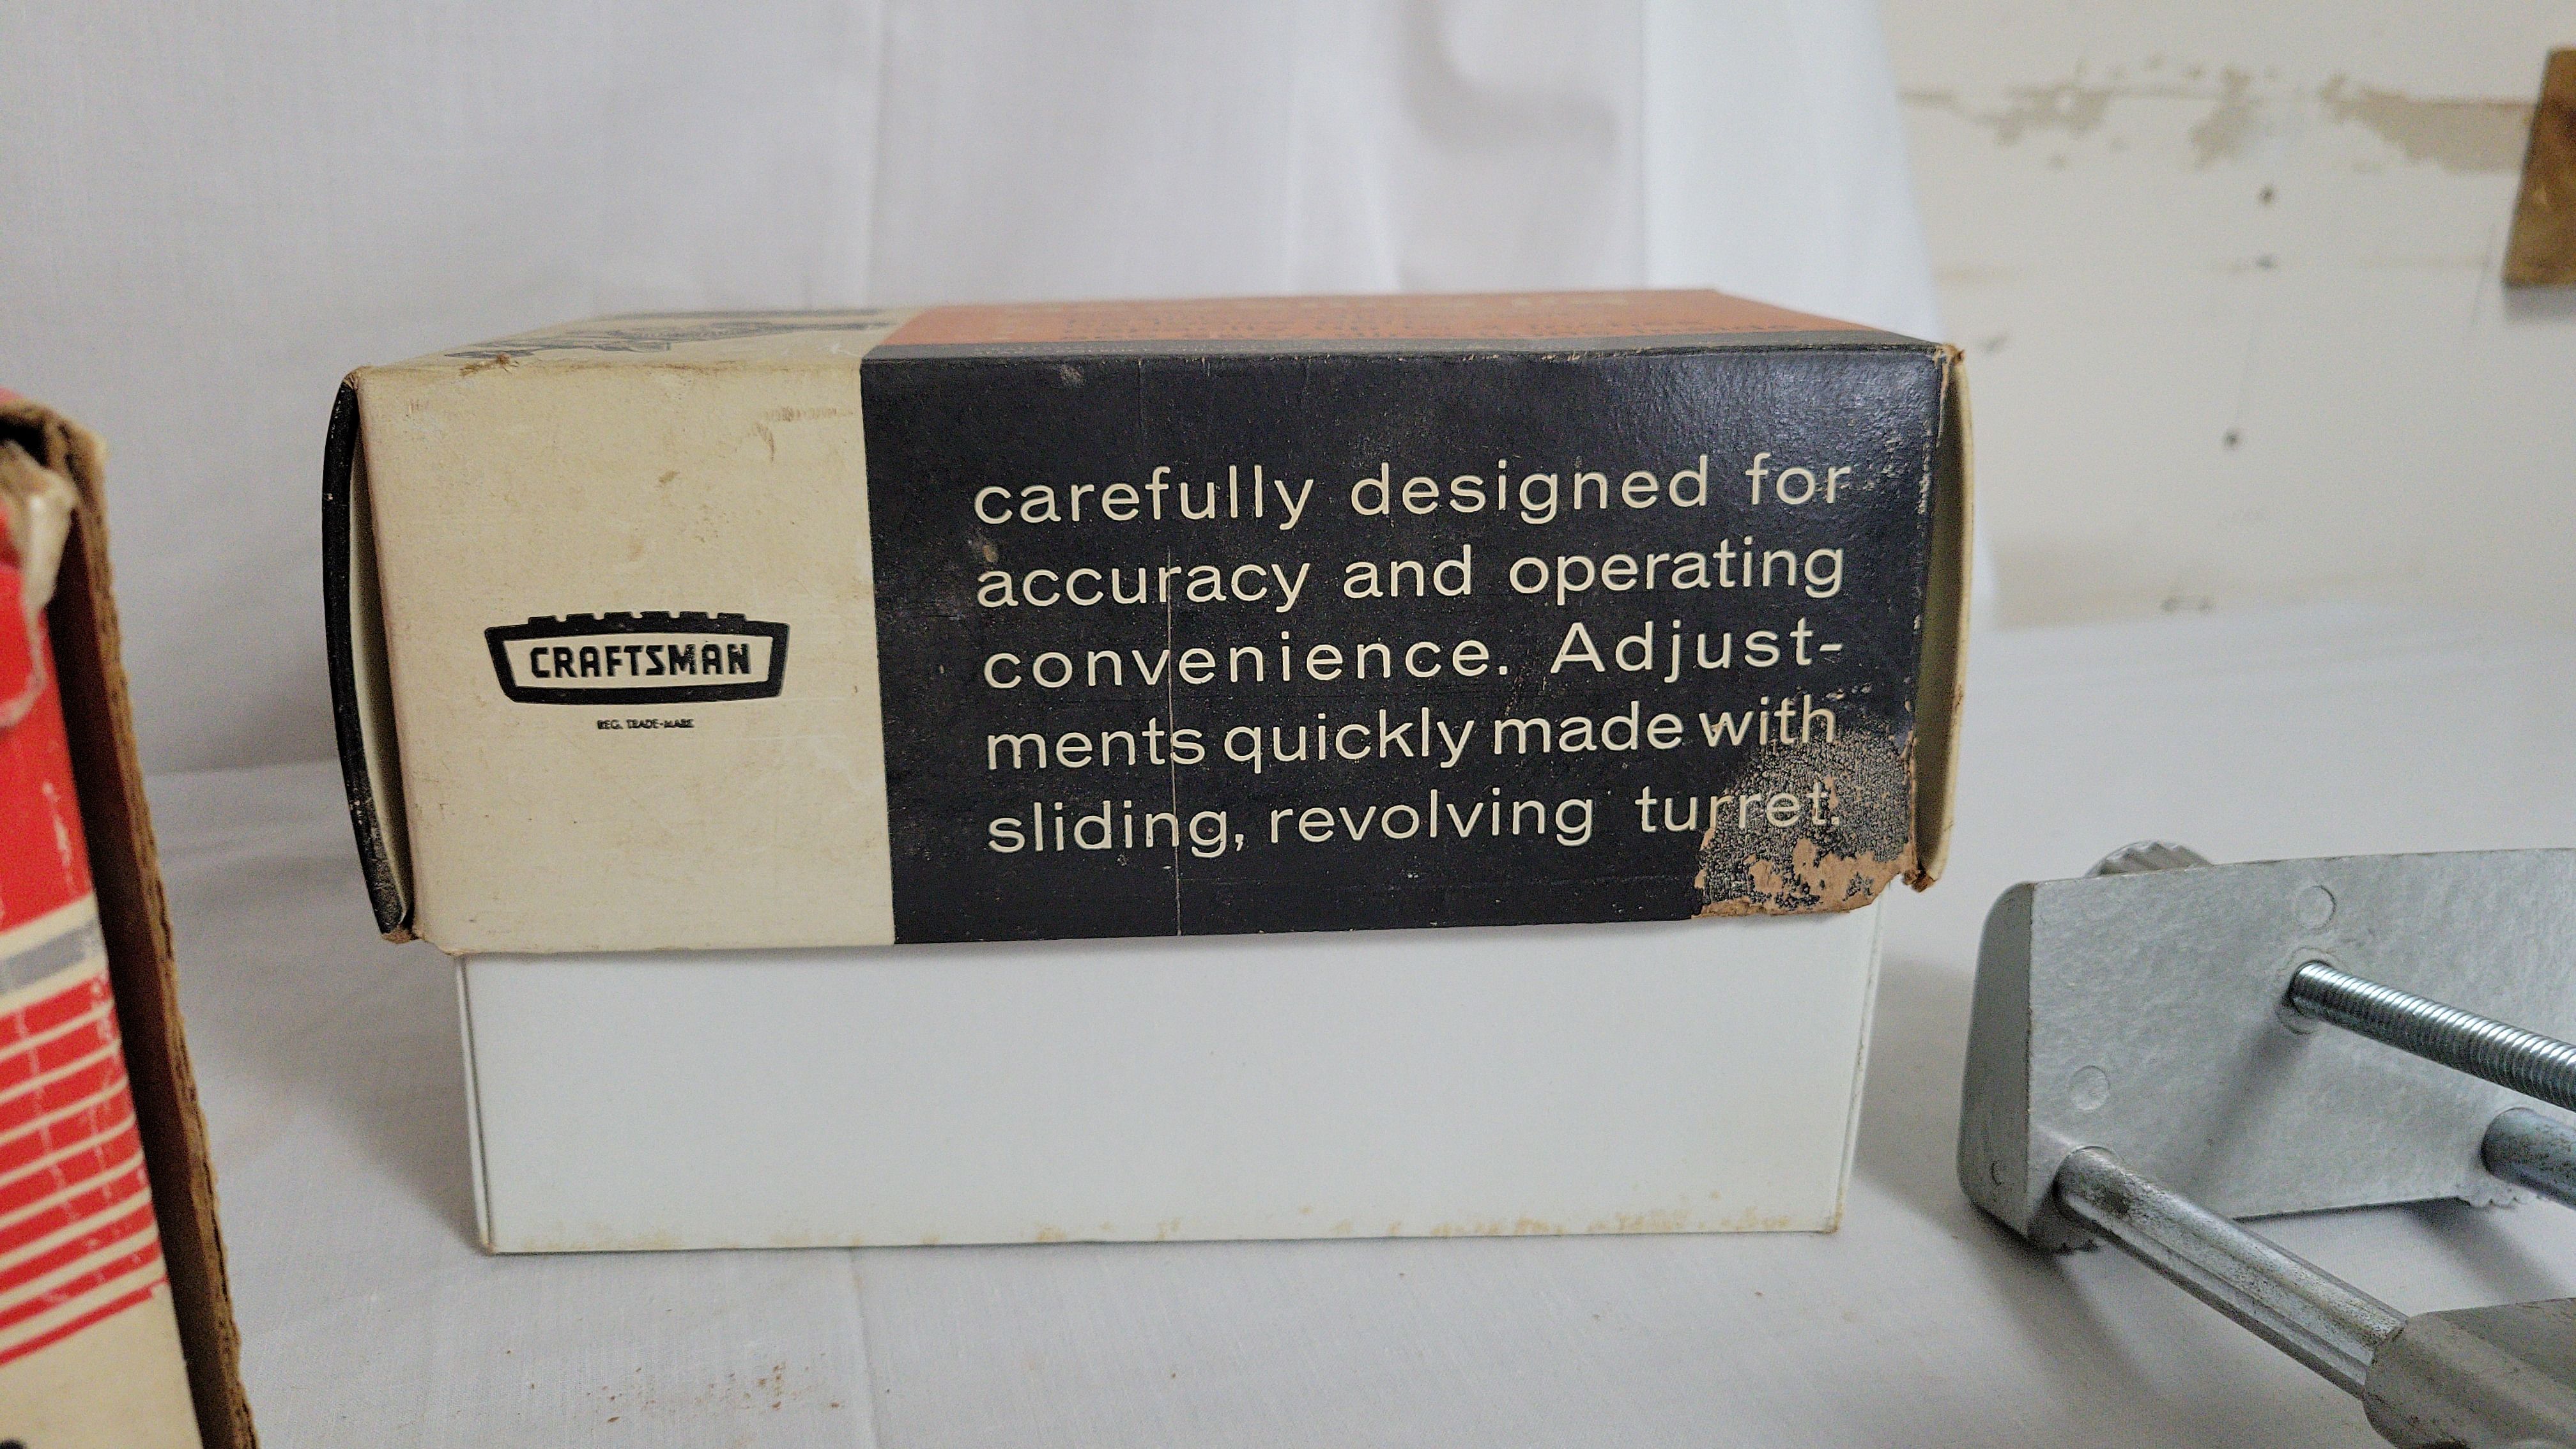 CRAFTSMAN
REG. TRADE-MARK
carefully designed for
accuracy and operating
convenience. Adjust-
ments quickly made with
sliding, revolving turret.